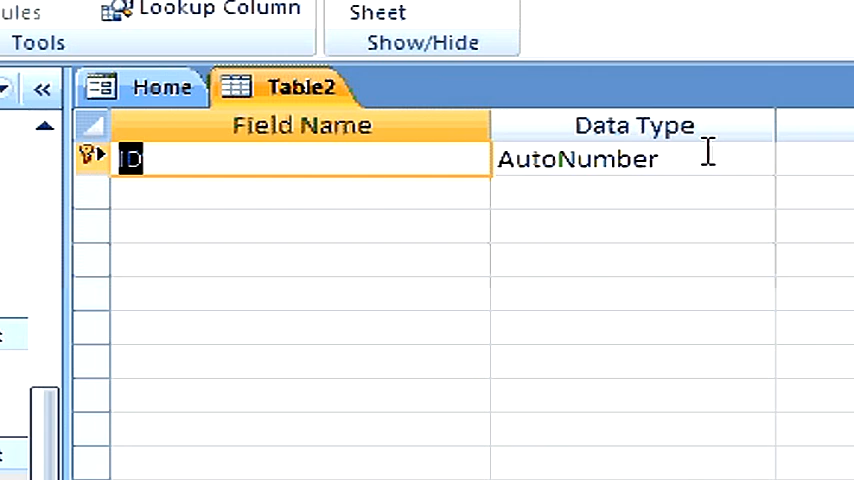 ules
Lookup Column
Sheet
Tools
Show/Hide
Home
Table2
Field Name
Data Type
ID
AutoNumber